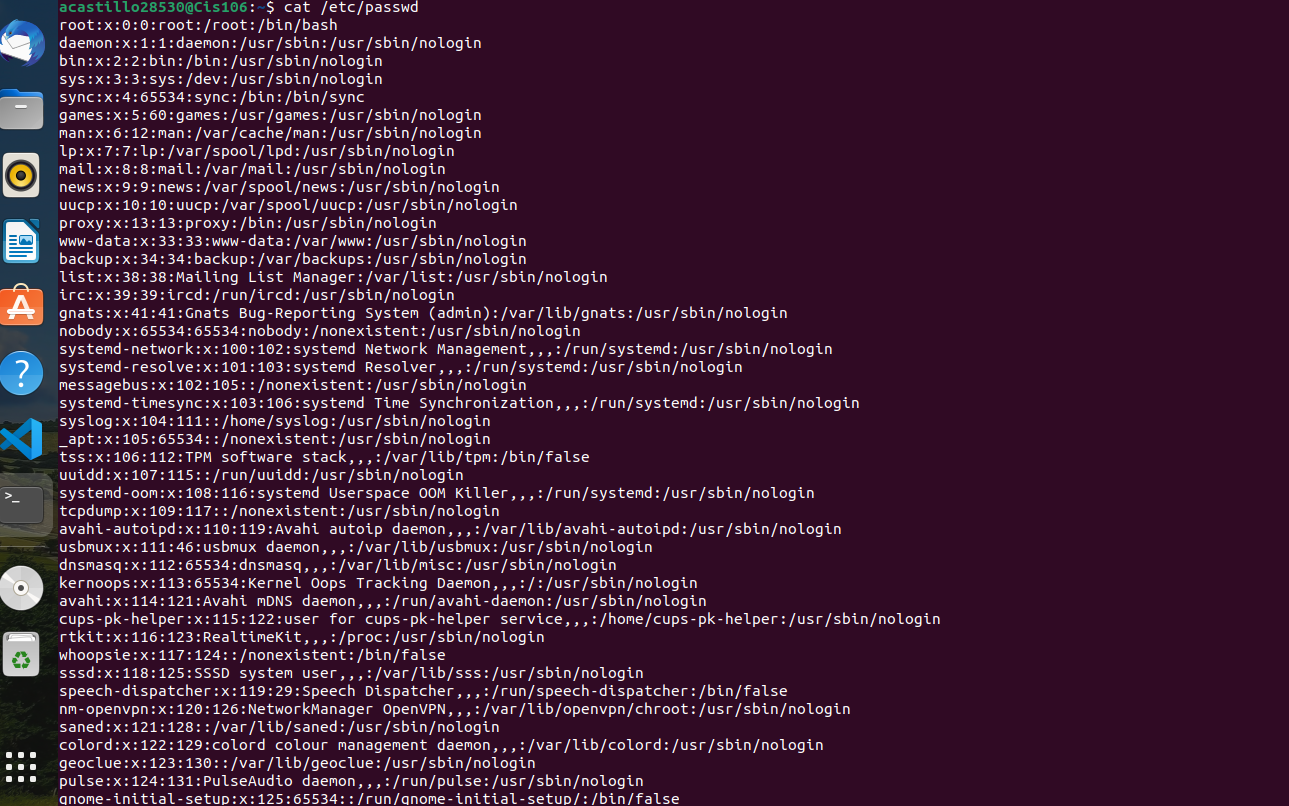 acastillo28530@Cis106:~$ cat /etc/passwd
root:x:0:0:root:/root:/bin/bash
daemon:x:1:1:daemon:/usr/sbin:/usr/sbin/nologin
bin:x:2:2:bin:/bin:/usr/sbin/nologin
sys:x:3:3:sys:/dev:/usr/sbin/nologin
sync:x:4:65534:sync:/bin:/bin/sync
games:x:5:60:games:/usr/games:/usr/sbin/nologin
man:x:6:12:man:/var/cache/man:/usr/sbin/nologin
lp:x:7:7:lp:/var/spool/lpd:/usr/sbin/nologin
mail:x:8:8:mail:/var/mail:/usr/sbin/nologin
news:x:9:9:news:/var/spool/news:/usr/sbin/nologin
uucp:x:10:10:uucp:/var/spool/uucp:/usr/sbin/nologin
proxy:x:13:13:proxy:/bin:/usr/sbin/nologin
www-data:x:33:33:www-data:/var/www:/usr/sbin/nologin
backup:x:34:34:backup:/var/backups:/usr/sbin/nologin
list:x:38:38:Mailing List Manager:/var/list:/usr/sbin/nologin
irc:x:39:39:ircd:/run/ircd:/usr/sbin/nologin
gnats:x:41:41:Gnats Bug-Reporting System (admin):/var/lib/gnats:/usr/sbin/nologin
nobody:x:65534:65534:nobody:/nonexistent:/usr/sbin/nologin
systemd-network:x:100:102:systemd Network Management,,,:/run/systemd:/usr/sbin/nologin
systemd-resolve:x:101:103:systemd Resolver,,,:/run/systemd:/usr/sbin/nologin
messagebus:x:102:105::/nonexistent:/usr/sbin/nologin
systemd-timesync:x:103:106:systemd Time Synchronization,,,:/run/systemd:/usr/sbin/nologin
syslog:x:104:111::/home/syslog:/usr/sbin/nologin
_apt:x:105:65534::/nonexistent:/usr/sbin/nologin
tss:x:106:112:TPM software stack,,,:/var/lib/tpm:/bin/false
uuidd:x:107:115::/run/uuidd:/usr/sbin/nologin
systemd-oom:x:108:116:systemd Userspace OOM Killer,,,:/run/systemd:/usr/sbin/nologin
tcpdump:x:109:117::/nonexistent:/usr/sbin/nologin
avahi-autoipd:x:110:119:Avahi autoip daemon,,,:/var/lib/avahi-autoipd:/usr/sbin/nologin
usbmux:x:111:46:usbmux daemon,,,:/var/lib/usbmux:/usr/sbin/nologin
dnsmasq:x:112:65534:dnsmasq,,,:/var/lib/misc:/usr/sbin/nologin
kernoops:x:113:65534:Kernel Oops Tracking Daemon,,,:/:/usr/sbin/nologin
avahi:x:114:121:Avahi mDNS daemon,,,:/run/avahi-daemon:/usr/sbin/nologin
cups-pk-helper:x:115:122:user for cups-pk-helper service,,,:/home/cups-pk-helper:/usr/sbin/nologin
rtkit:x:116:123:RealtimeKit,,,:/proc:/usr/sbin/nologin
whoopsie:x:117:124::/nonexistent:/bin/false
sssd:x:118:125:SSSD system user,,,:/var/lib/sss:/usr/sbin/nologin
speech-dispatcher:x:119:29:Speech Dispatcher,,,:/run/speech-dispatcher:/bin/false
nm-openvpn:x:120:126:NetworkManager OpenVPN,,,:/var/lib/openvpn/chroot:/usr/sbin/nologin
saned:x:121:128::/var/lib/saned:/usr/sbin/nologin
colord:x:122:129:colord colour management daemon,,,:/var/lib/colord:/usr/sbin/nologin
geoclue:x:123:130::/var/lib/geoclue:/usr/sbin/nologin
pulse:x:124:131:PulseAudio daemon,,,:/run/pulse:/usr/sbin/nologin
gnome-initial-setup:x:125:65534::/run/gnome-initial-setup/:/bin/false